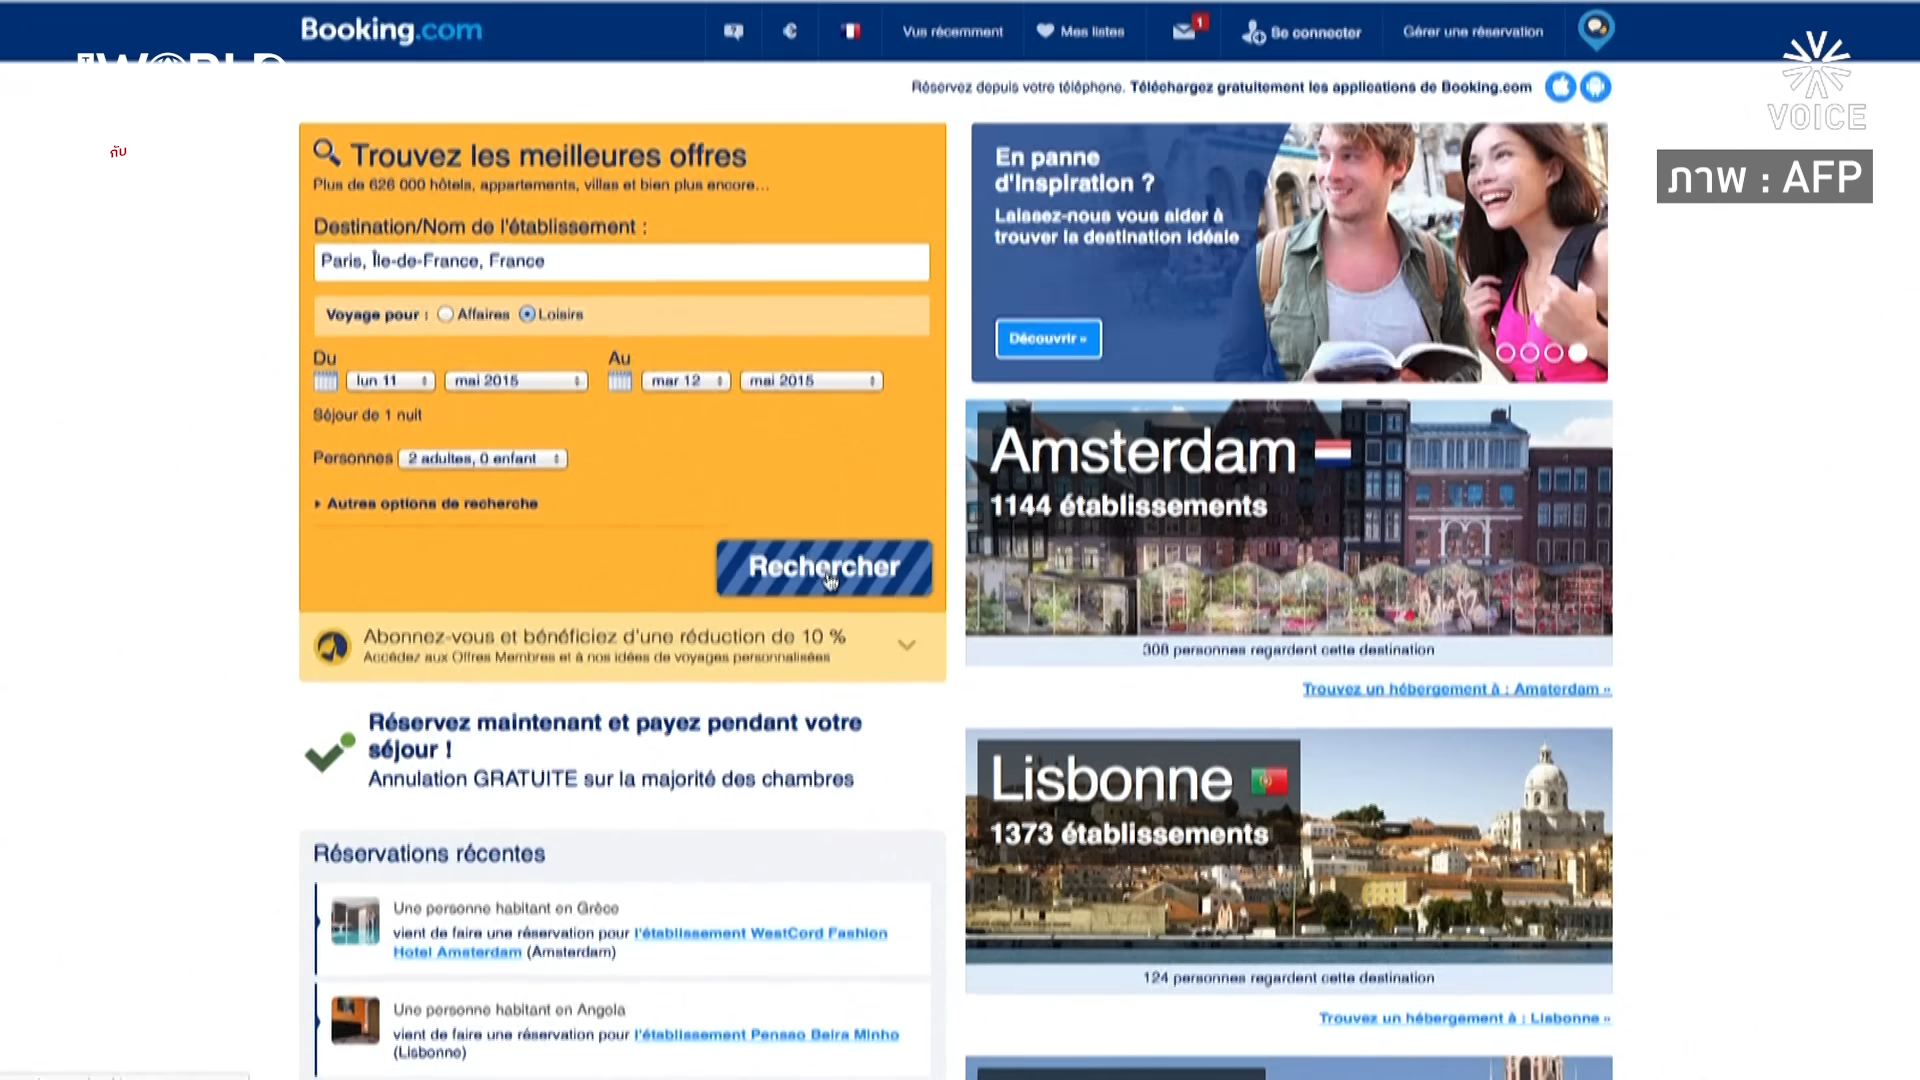 Booking.com
Vus récemment
Mes listes
1
Se connecter
Gérer une réservation
THE WORLD
VOICE
Réservez depuis votre téléphone. Téléchargez gratuitement les applications de Booking.com
กับ
ภาพ : AFP
Trouvez les meilleures offres
Plus de 626 000 hôtels, appartements, villas et bien plus encore...
Destination/Nom de l'établissement :
Paris, Île-de-France, France
Voyage pour : Affaires Loisirs
Du
Au
lun 11
mai 2015
mar 12
mai 2015
Séjour de 1 nuit
Personnes 2 adultes, 0 enfant
Autres options de recherche
Rechercher
Abonnez-vous et bénéficiez d'une réduction de 10 %
Accédez aux Offres Membres et à nos idées de voyages personnalisées
Réservez maintenant et payez pendant votre
séjour !
Annulation GRATUITE sur la majorité des chambres
Réservations récentes
Une personne habitant en Grèce
vient de faire une réservation pour l'établissement WestCord Fashion
Hotel Amsterdam (Amsterdam)
Une personne habitant en Angola
vient de faire une réservation pour l'établissement Pensao Beira Minho
(Lisbonne)
En panne
d'inspiration ?
Laissez-nous vous aider à
trouver la destination idéale
Découvrir »
Amsterdam
1144 établissements
308 personnes regardent cette destination
Trouvez un hébergement à : Amsterdam »
Lisbonne
1373 établissements
124 personnes regardent cette destination
Trouvez un hébergement à : Lisbonne »